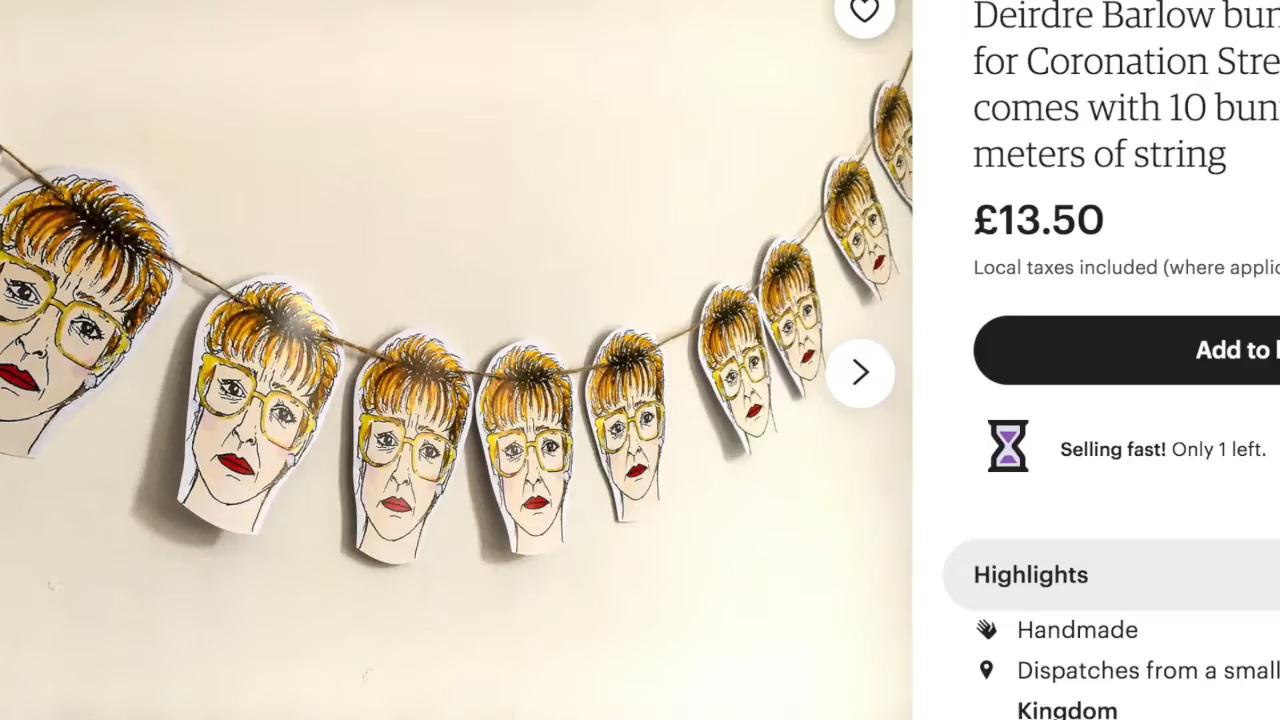 Deirdre Barlow bun
for Coronation Stre
comes with 10 bun
meters of string
£13.50
Local taxes included (where applic
Add to
Selling fast! Only 1 left.
Highlights
Handmade
Dispatches from a small
Kingdom